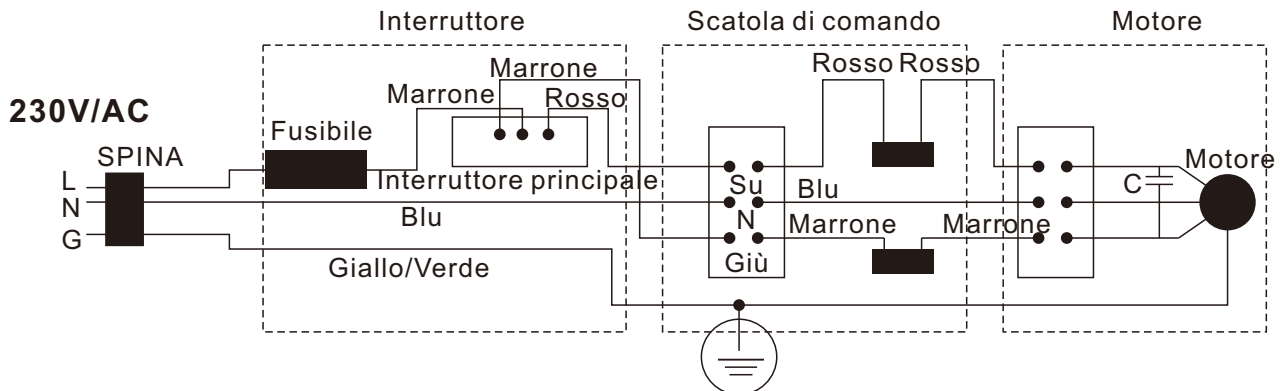 Interruttore
Scatola di comando
Motore
Rosso Rosso
Marrone
Marrone
Rosso
230V/AC
Fusibile
SPINA
Motore
L
Interruttore principale
Su
Blu
C
N
Blu
N
Marrone
Marrone
G
Giallo/Verde
Giù